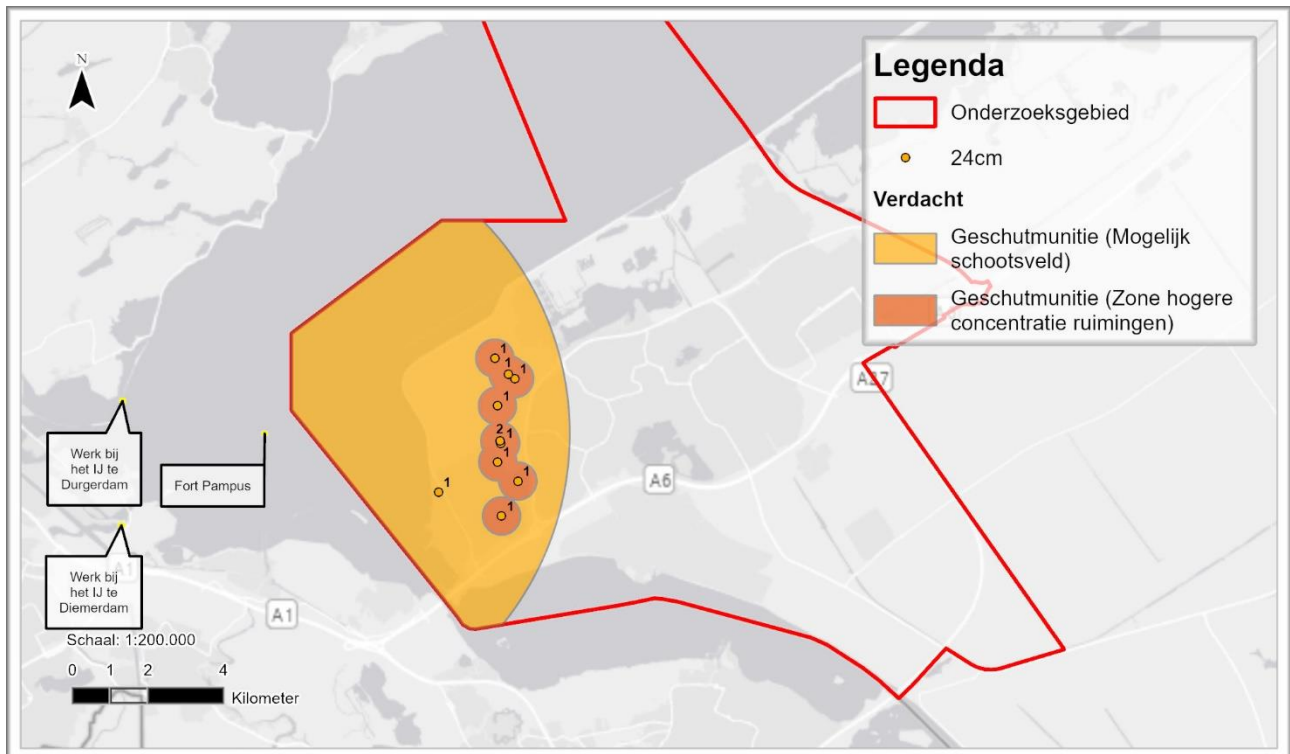 N
Legenda
Onderzoeksgebied
24cm
Verdacht
Geschutmunitie (Mogelijk
schootsveld)
Geschutmunitie (Zone hogere
concentratie ruimingen)
A27
1
1
1
1
2
1
1
1
1
1
A6
Werk bij
het IJ te
Durgerdam
Fort Pampus
A1
Werk bij
het IJ te
Diemerdam
A1
Schaal: 1:200.000
0 1 2 4
Kilometer